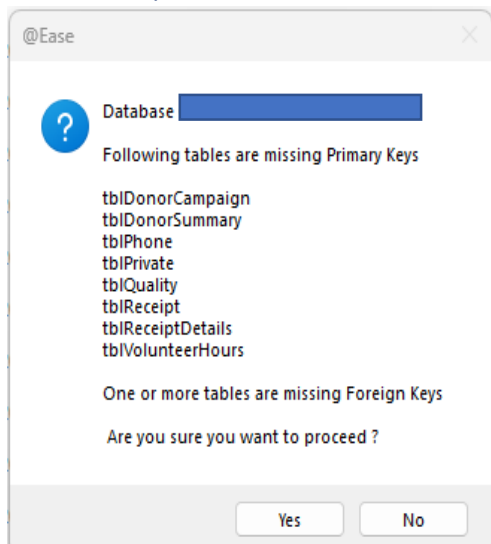 @Ease
Database
Following tables are missing Primary Keys
tblDonorCampaign
tblDonorSummary
tblPhone
tblPrivate
tblQuality
tblReceipt
tblReceiptDetails
tblVolunteerHours
One or more tables are missing Foreign Keys
Are you sure you want to proceed ?
Yes No